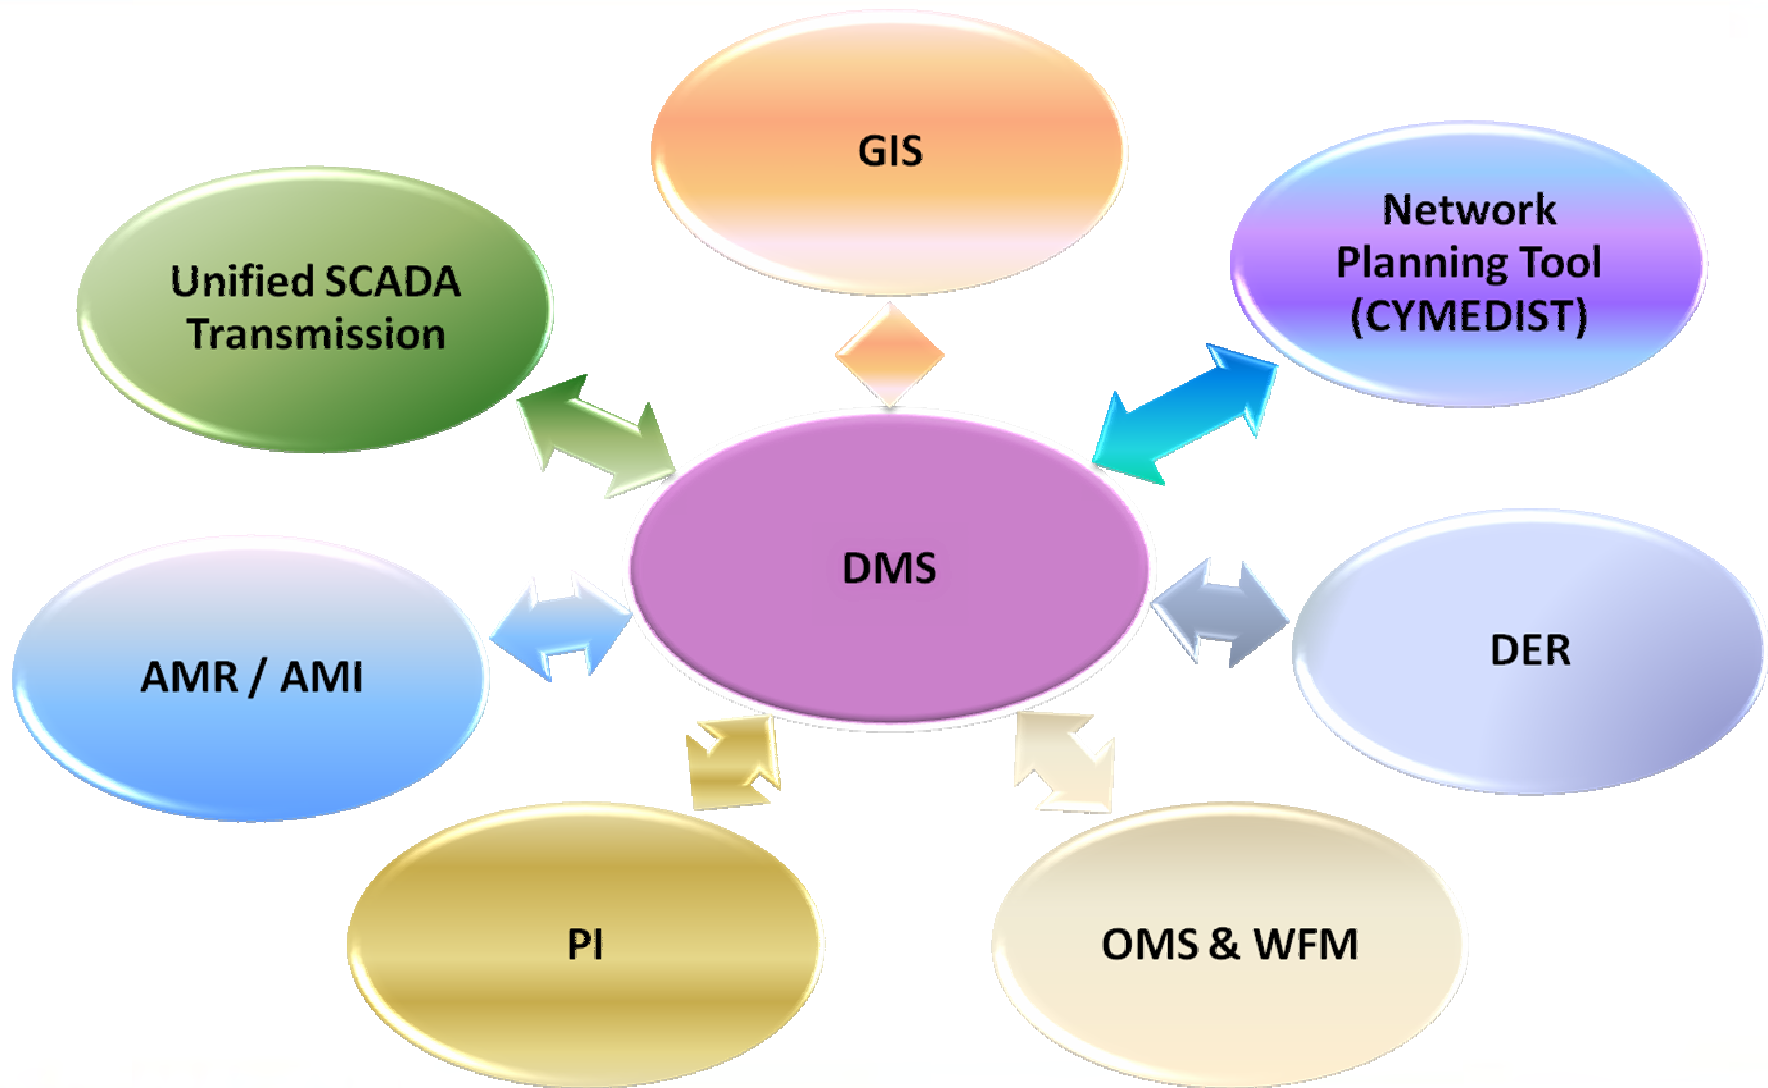 GIS
Network
Planning Tool
(CYMEDIST)
Unified SCADA
Transmission
DMS
DER
AMR / AMI
PI
OMS & WFM